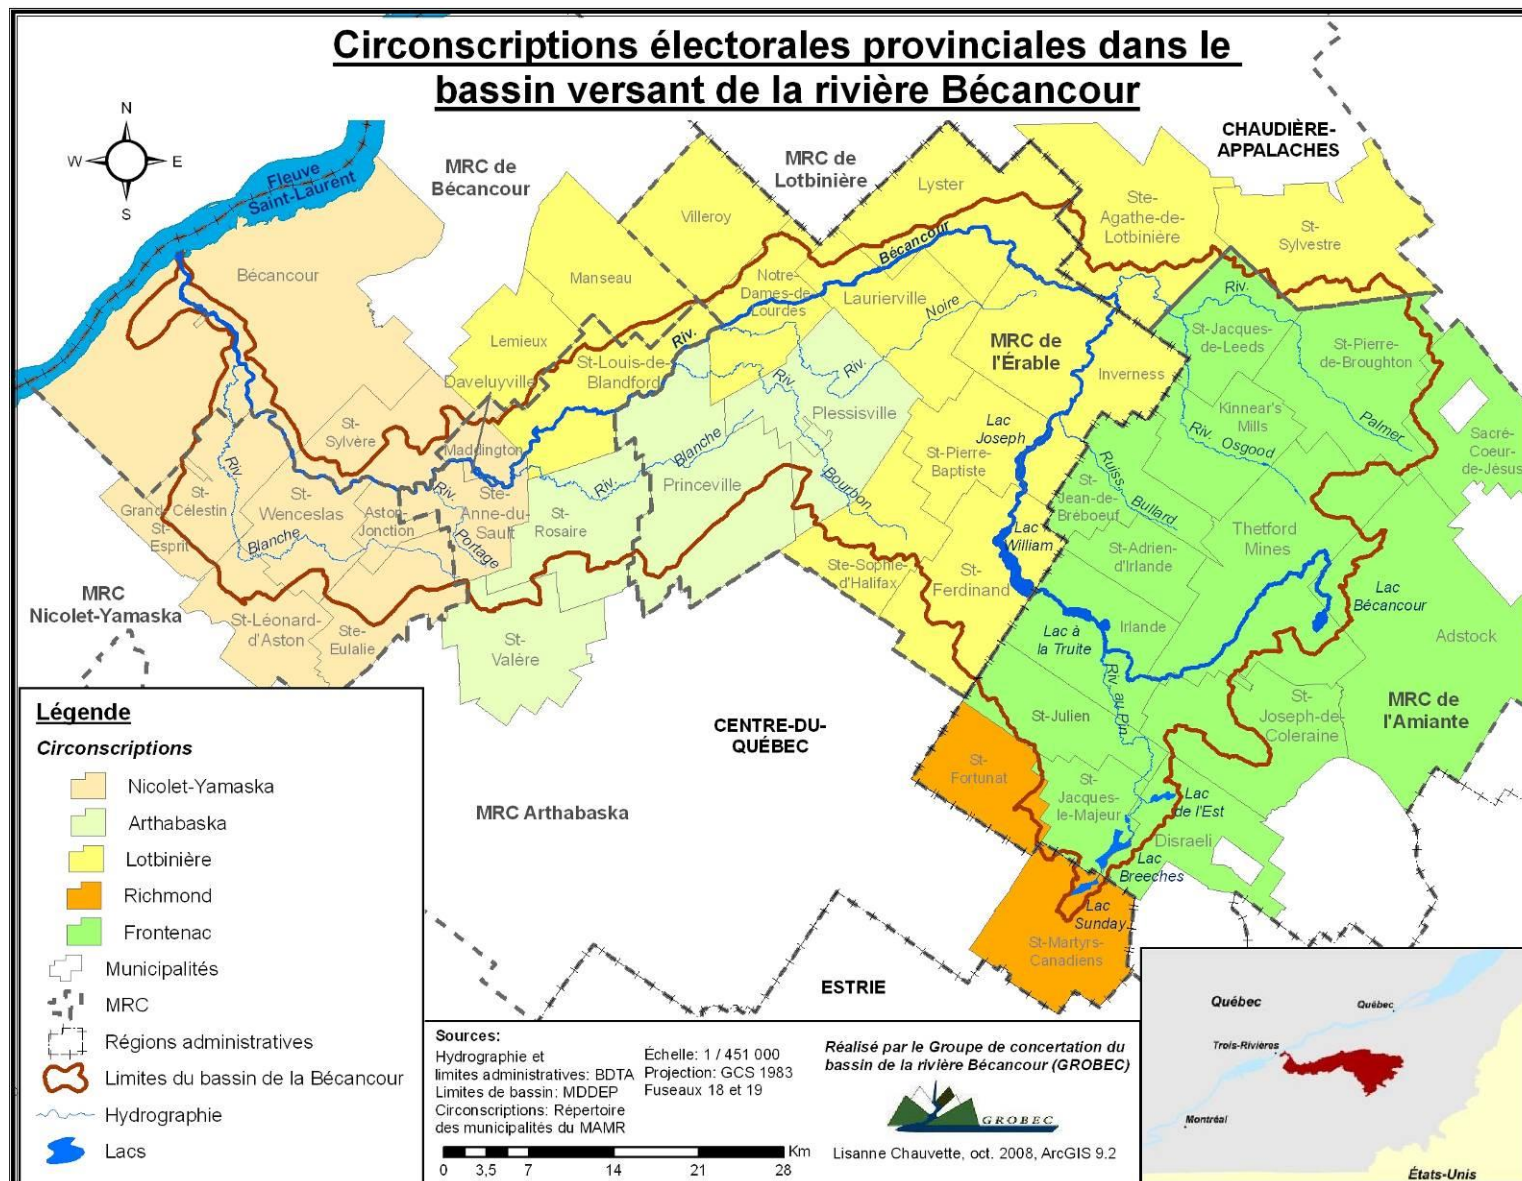 Circonscriptions électorales provinciales dans le
bassin versant de la rivière Bécancour
N
W
E
S
Fleuve
Saint-Laurent
MRC de
Bécancour
MRC de
Lotbinière
CHAUDIÈRE-
APPALACHES
Bécancour
Villeroy
Lyster
Ste-
Agathe-de-
Lotbinière
St-
Sylvestre
Manseau
Notre-
Dames-de-
Lourdes
Bécancour
Laurierville
Riv.
Noire
Riv.
St-Jacques-
de-Leeds
St-Pierre-
de-Broughton
Lemieux
Daveluyville
St-Louis-de-
Blandford
Riv.
Riv.
MRC de
l'Érable
Inverness
Plessisville
Kinnear's
Mills
Palmer
Riv. Osgood
Sacré-
Coeur-
de-Jésus
St-
Sylvère
Maddington
Lac
Joseph
St-Pierre-
Baptiste
Ruiss.
Bullard
St-
Jean-de-
Bréboeuf
Riv.
Blanche
Princeville
Bourbon
Riv.
Grand-
St-
Esprit
St-
Célestin
St-
Wenceslas
Aston-
Jonction
Riv.
Portage
Ste-
Anne-du-
Sault
St-
Rosaire
Blanche
Lac
William
Thetford
Mines
St-Adrien-
d'Irlande
MRC
Nicolet-Yamaska
St-Léonard-
d'Aston
Ste-
Eulalie
St-
Valére
Ste-Sophie-
d'Halifax
St-
Ferdinand
Lac à
la Truite
Irlande
Lac
Bécancour
Adstock
Riv. au Pin
St-Julien
St-
Joseph-de-
Coleraine
MRC de
l'Amiante
CENTRE-DU-
QUÉBEC
MRC Arthabaska
St-
Fortunat
St-
Jacques-
le-Majeur
Lac
de l'Est
Disraeli
Lac
Breeches
Lac
Sunday
St-Martyrs-
Canadiens
ESTRIE
Légende
Circonscriptions
Nicolet-Yamaska
Arthabaska
Lotbinière
Richmond
Frontenac
Municipalités
MRC
Régions administratives
Limites du bassin de la Bécancour
Hydrographie
Lacs
Sources:
Hydrographie et
limites administratives: BDTA
Limites de bassin: MDDEP
Circonscriptions: Répertoire
des municipalités du MAMR
Échelle: 1 / 451 000
Projection: GCS 1983
Fuseaux 18 et 19
0 3,5 7 14 21 28
Km
Réalisé par le Groupe de concertation du
bassin de la rivière Bécancour (GROBEC)
GROBEC
Lisanne Chauvette, oct. 2008, ArcGIS 9.2
Québec
Québec
Trois-Rivières
Montréal
États-Unis